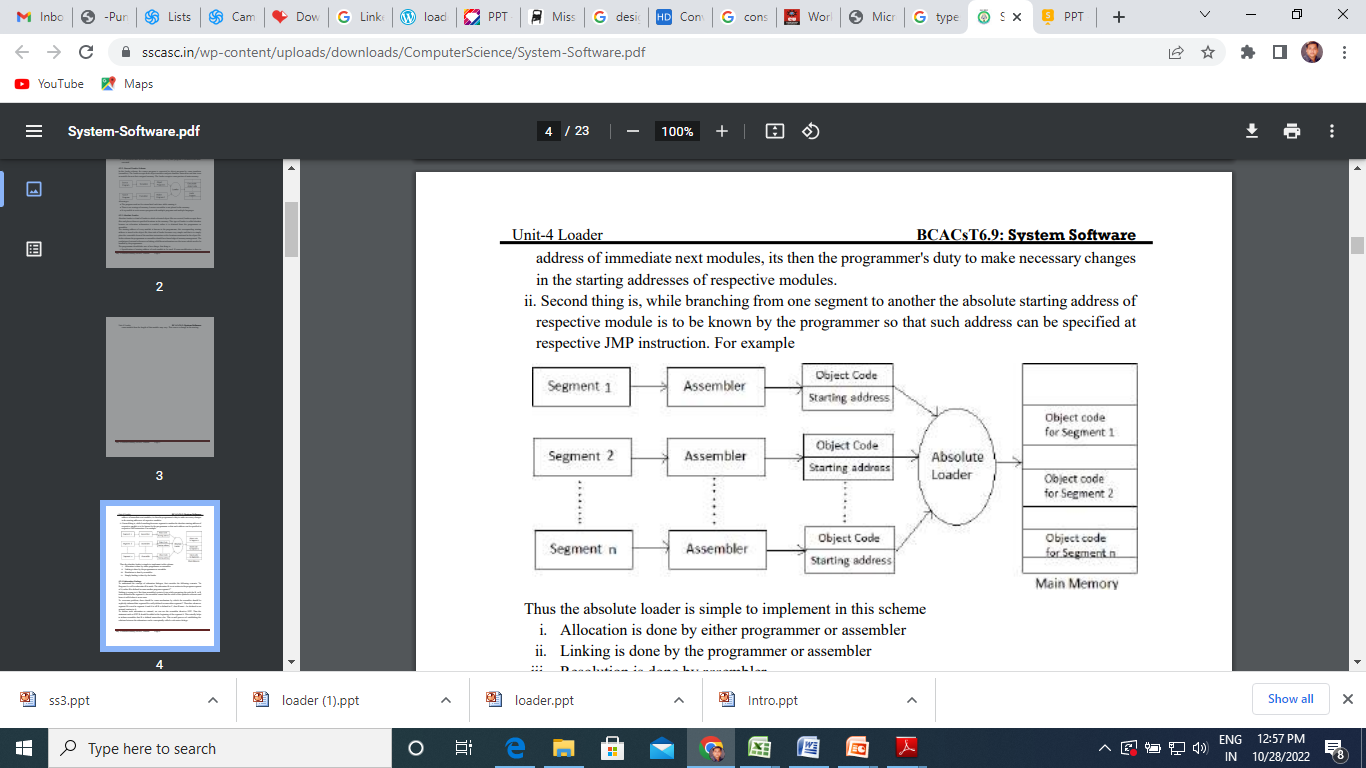 Inbo
-Pun
Lists
Cam
Dow
Link
load
PPT
Miss
desi
HD Con
cons
Worl
Micr
type
S
PPT
sscasc.in/wp-content/uploads/downloads/ComputerScience/System-Software.pdf
YouTube
Maps
System-Software.pdf
4 / 23
100%
2
3
4
Unit-4 Loader BCACsT6.9: System Software
address of immediate next modules, its then the programmer's duty to make necessary changes
in the starting addresses of respective modules.
ii. Second thing is, while branching from one segment to another the absolute starting address of
respective module is to be known by the programmer so that such address can be specified at
respective JMP instruction. For example
Segment 1
Assembler
Object Code
Starting address
Segment 2
Assembler
Object Code
Starting address
Segment n
Assembler
Object Code
Starting address
Absolute
Loader
Object code
for Segment 1
Object code
for Segment 2
Object code
for Segment n
Main Memory
Thus the absolute loader is simple to implement in this scheme
i. Allocation is done by either programmer or assembler
ii. Linking is done by the programmer or assembler
iii. Resolution is done by assembler
ss3.ppt
loader (1).ppt
loader.ppt
Intro.ppt
Show all
Type here to search
ENG
IN
12:57 PM
10/28/2022
8